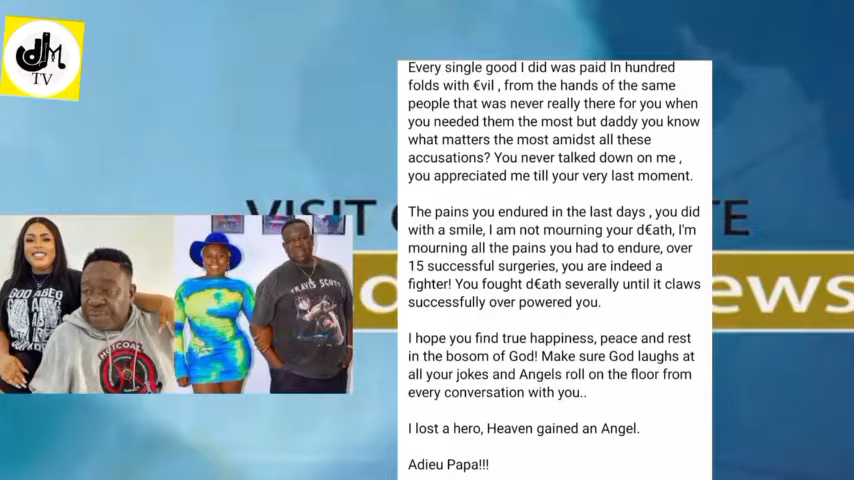 dM
TV
Every single good I did was paid In hundred
folds with €vil , from the hands of the same
people that was never really there for you when
you needed them the most but daddy you know
what matters the most amidst all these
accusations? You never talked down on me ,
you appreciated me till your very last moment.
The pains you endured in the last days , you did
with a smile, I am not mourning your d€ath, I'm
mourning all the pains you had to endure, over
15 successful surgeries, you are indeed a
fighter! You fought d€ath severally until it claws
successfully over powered you.
I hope you find true happiness, peace and rest
in the bosom of God! Make sure God laughs at
all your jokes and Angels roll on the floor from
every conversation with you..
I lost a hero, Heaven gained an Angel.
Adieu Papa!!!
VISIT
TE
d
ews
GOD ABEG
HOTCOAL
TRAVIS SCOTT